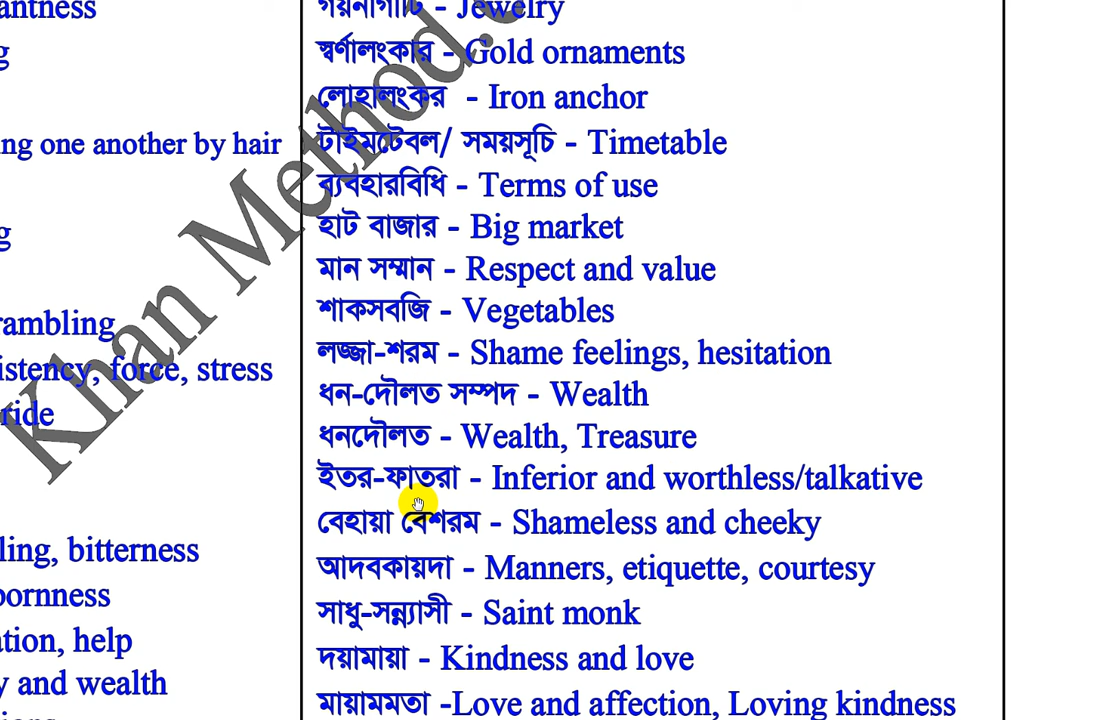 antness
g
ing one another by hair
g
rambling
istency, force, stress
ride
ling, bitterness
bornness
ation, help
y and wealth
গয়নাগাটি - Jewelry
স্বর্ণালংকার - Gold ornaments
লোহালংকর - Iron anchor
টাইমটেবল/ সময়সূচি - Timetable
ব্যবহারবিধি - Terms of use
হাট বাজার - Big market
মান সম্মান - Respect and value
শাকসবজি - Vegetables
লজ্জা-শরম - Shame feelings, hesitation
ধন-দৌলত সম্পদ - Wealth
ধনদৌলত - Wealth, Treasure
ইতর-ফাতরা - Inferior and worthless/talkative
বেহায়া বেশরম - Shameless and cheeky
আদবকায়দা - Manners, etiquette, courtesy
সাধু-সন্ন্যাসী - Saint monk
দয়ামায়া - Kindness and love
মায়ামমতা -Love and affection, Loving kindness
Khan Method.c